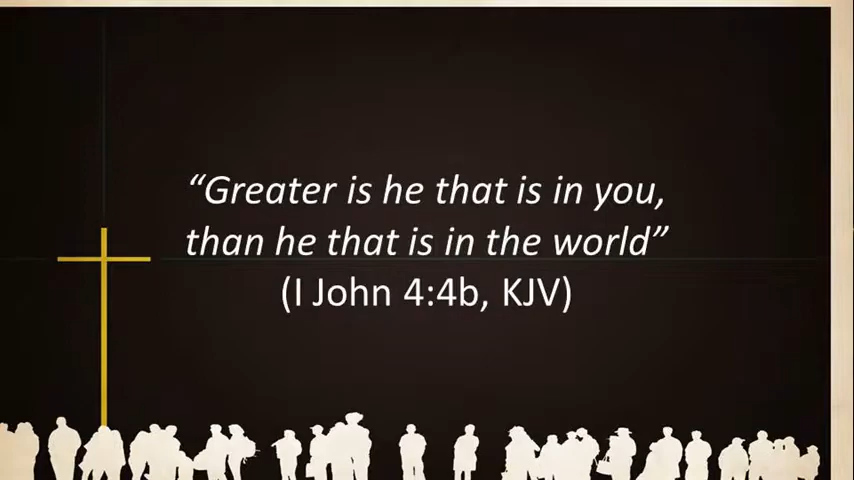 “Greater is he that is in you,
than he that is in the world”
(I John 4:4b, KJV)